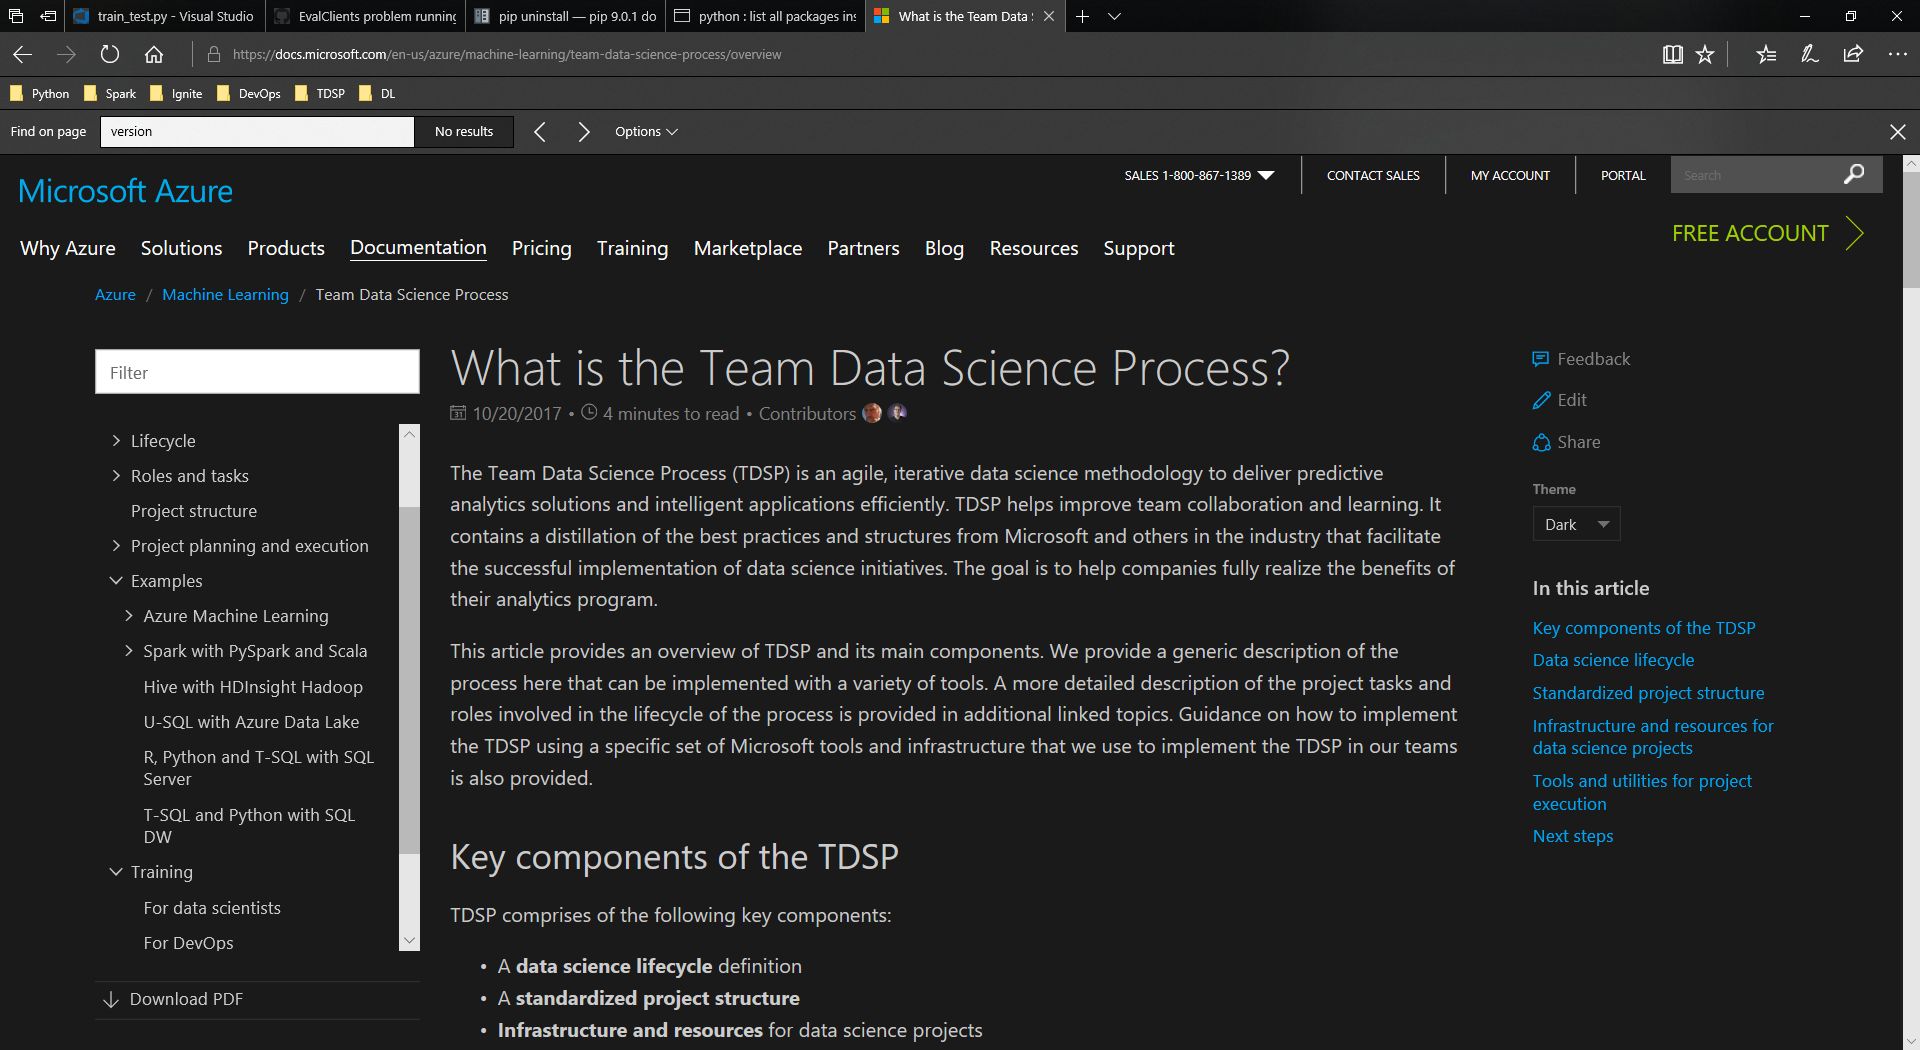 train_test.py - Visual Studio
EvalClients problem running
pip uninstall — pip 9.0.1 do
python : list all packages ins
What is the Team Data S
https://docs.microsoft.com/en-us/azure/machine-learning/team-data-science-process/overview
Python
Spark
Ignite
DevOps
TDSP
DL
Find on page
version
No results
Options
Microsoft Azure
SALES 1-800-867-1389
CONTACT SALES
MY ACCOUNT
PORTAL
Search
Why Azure
Solutions
Products
Documentation
Pricing
Training
Marketplace
Partners
Blog
Resources
Support
FREE ACCOUNT
Azure / Machine Learning / Team Data Science Process
Filter
Lifecycle
Roles and tasks
Project structure
Project planning and execution
Examples
Azure Machine Learning
Spark with PySpark and Scala
Hive with HDInsight Hadoop
U-SQL with Azure Data Lake
R, Python and T-SQL with SQL
Server
T-SQL and Python with SQL
DW
Training
For data scientists
For DevOps
Download PDF
What is the Team Data Science Process?
31 10/20/2017 • 4 minutes to read • Contributors
The Team Data Science Process (TDSP) is an agile, iterative data science methodology to deliver predictive
analytics solutions and intelligent applications efficiently. TDSP helps improve team collaboration and learning. It
contains a distillation of the best practices and structures from Microsoft and others in the industry that facilitate
the successful implementation of data science initiatives. The goal is to help companies fully realize the benefits of
their analytics program.
This article provides an overview of TDSP and its main components. We provide a generic description of the
process here that can be implemented with a variety of tools. A more detailed description of the project tasks and
roles involved in the lifecycle of the process is provided in additional linked topics. Guidance on how to implement
the TDSP using a specific set of Microsoft tools and infrastructure that we use to implement the TDSP in our teams
is also provided.
Key components of the TDSP
TDSP comprises of the following key components:
• A data science lifecycle definition
• A standardized project structure
• Infrastructure and resources for data science projects
Feedback
Edit
Share
Theme
Dark
In this article
Key components of the TDSP
Data science lifecycle
Standardized project structure
Infrastructure and resources for
data science projects
Tools and utilities for project
execution
Next steps